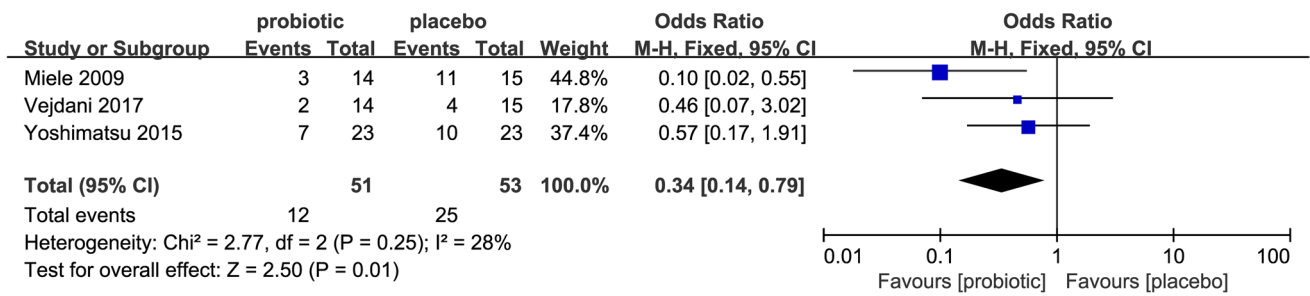 probiotic placebo Odds Ratio Odds Ratio
Study or Subgroup Events Total Events Total Weight M-H, Fixed, 95% CI M-H, Fixed, 95% CI
Miele 2009 3 14 11 15 44.8% 0.10 [0.02, 0.55]
Vejdani 2017 2 14 4 15 17.8% 0.46 [0.07, 3.02]
Yoshimatsu 2015 7 23 10 23 37.4% 0.57 [0.17, 1.91]
Total (95% CI) 51 53 100.0% 0.34 [0.14, 0.79]
Total events 12 25
Heterogeneity: Chi² = 2.77, df = 2 (P = 0.25); I² = 28%
Test for overall effect: Z = 2.50 (P = 0.01)
0.01 0.1 1 10 100
Favours [probiotic] Favours [placebo]